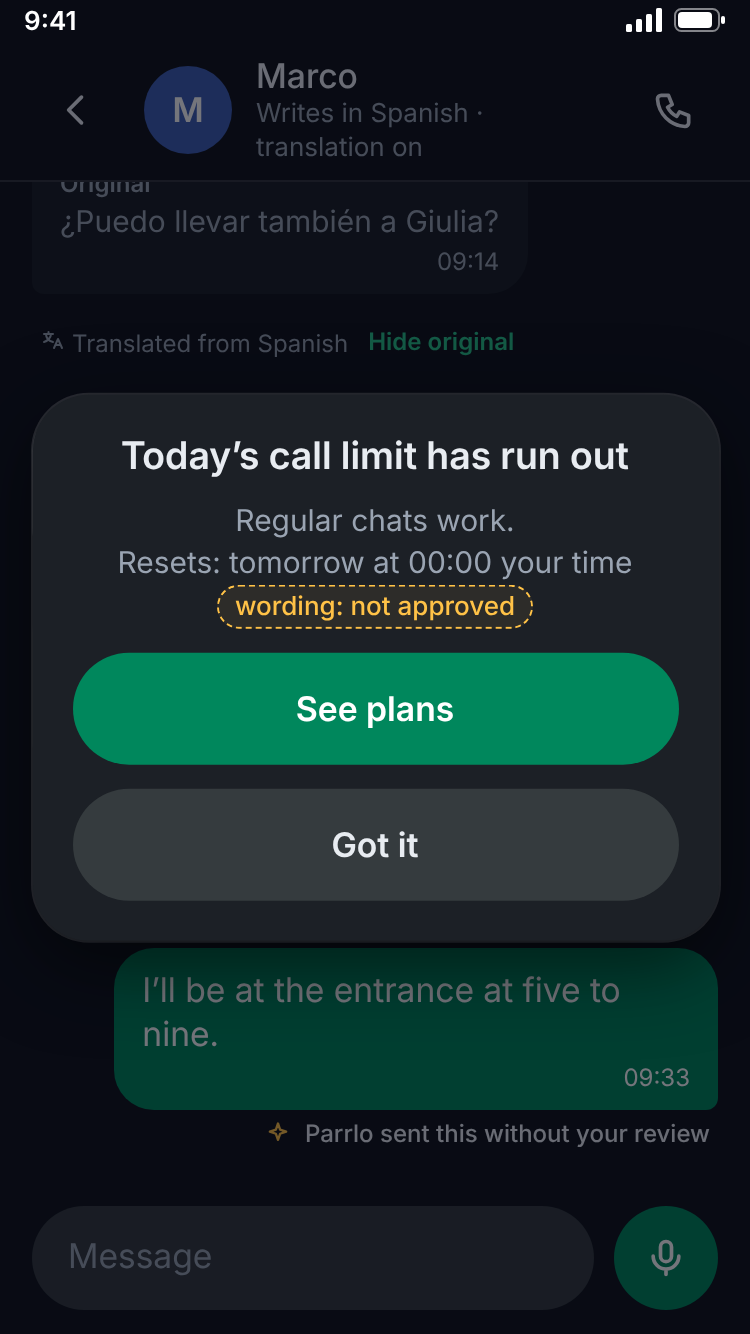 9:41
M
Marco
Writes in Spanish ·
translation on
Original
¿Puedo llevar también a Giulia?
09:14
Translated from Spanish Hide original
Today’s call limit has run out
Regular chats work.
Resets: tomorrow at 00:00 your time
wording: not approved
See plans
Got it
I’ll be at the entrance at five to
nine.
09:33
Parrlo sent this without your review
Message